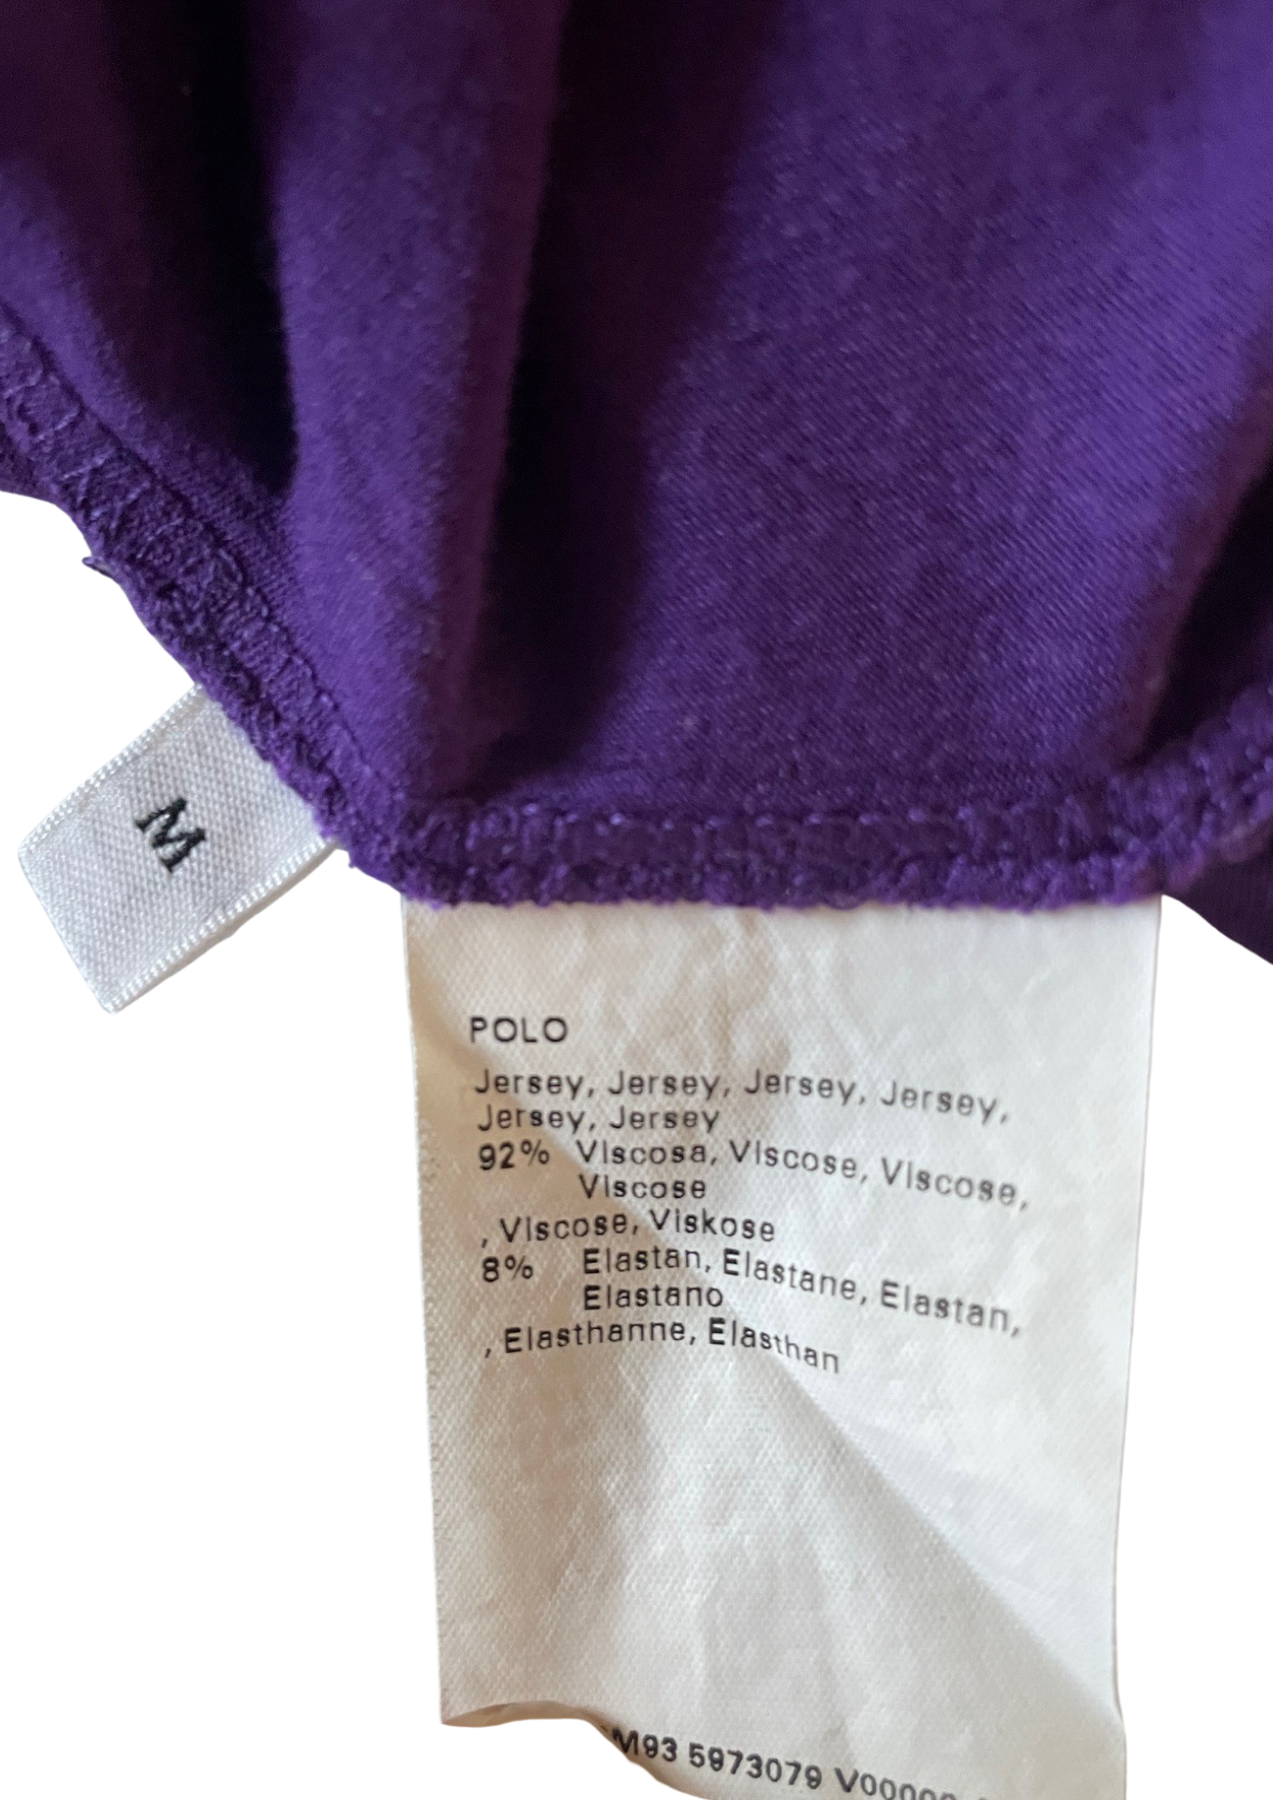 M
POLO
Jersey, Jersey, Jersey, Jersey,
Jersey, Jersey
92% Viscosa, Viscose, Viscose,
Viscose
, Viscose, Viskose
8% Elastan, Elastane, Elastan,
Elastano
, Elasthanne, Elasthan
M93 5973079